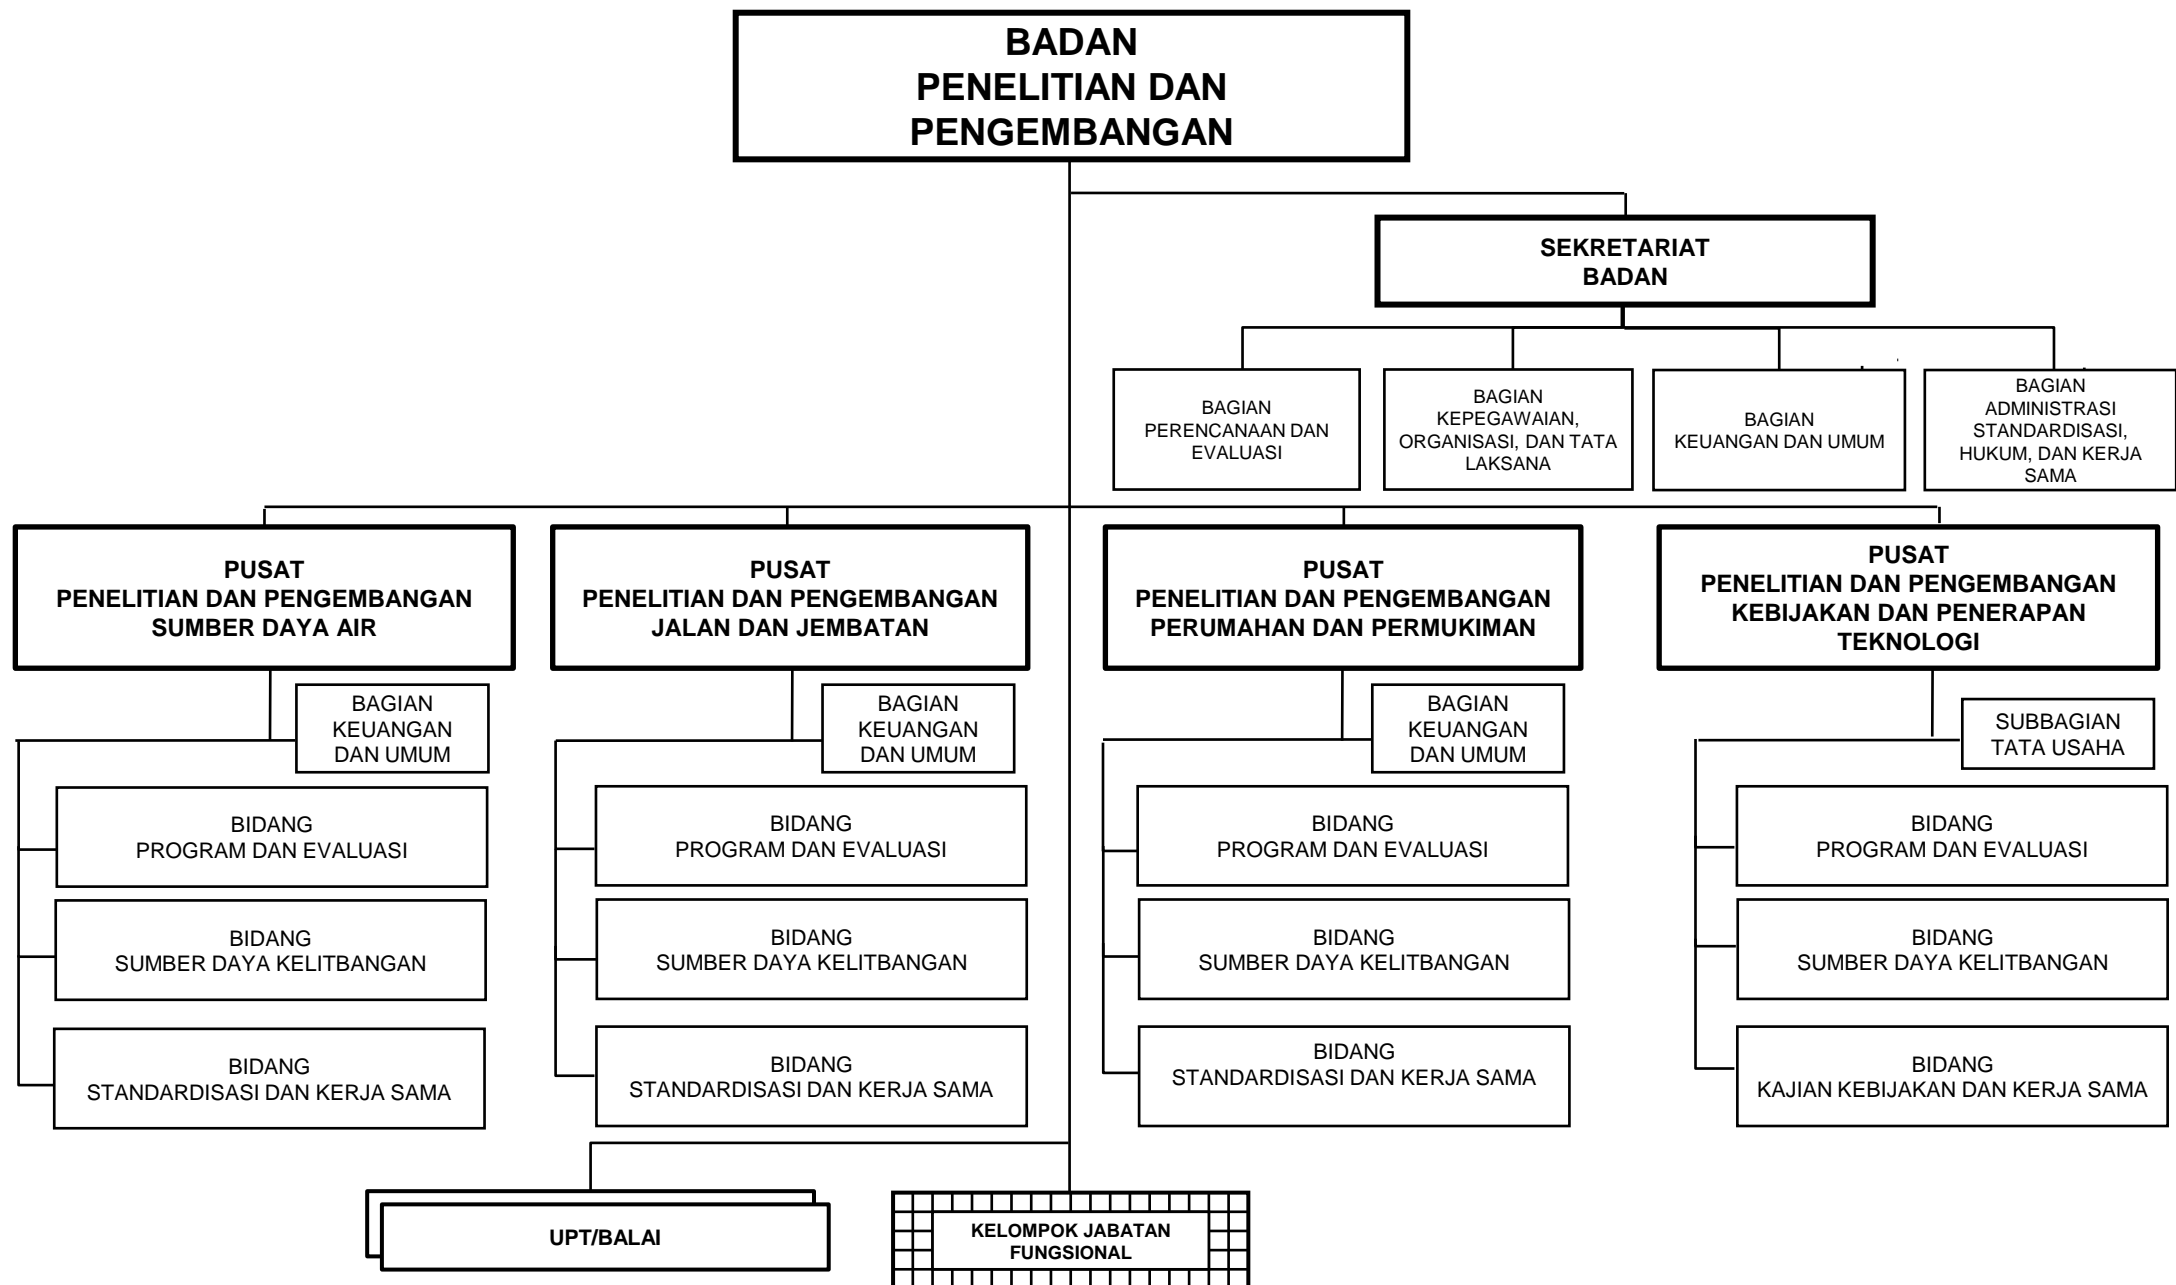 BADAN
PENELITIAN DAN
PENGEMBANGAN
SEKRETARIAT
BADAN
BAGIAN
PERENCANAAN DAN
EVALUASI
BAGIAN
KEPEGAWAIAN,
ORGANISASI, DAN TATA
LAKSANA
BAGIAN
KEUANGAN DAN UMUM
BAGIAN
ADMINISTRASI
STANDARDISASI,
HUKUM, DAN KERJA
SAMA
PUSAT
PENELITIAN DAN PENGEMBANGAN
SUMBER DAYA AIR
PUSAT
PENELITIAN DAN PENGEMBANGAN
JALAN DAN JEMBATAN
PUSAT
PENELITIAN DAN PENGEMBANGAN
PERUMAHAN DAN PERMUKIMAN
PUSAT
PENELITIAN DAN PENGEMBANGAN
KEBIJAKAN DAN PENERAPAN
TEKNOLOGI
BAGIAN
KEUANGAN
DAN UMUM
BIDANG
PROGRAM DAN EVALUASI
BIDANG
SUMBER DAYA KELITBANGAN
BIDANG
STANDARDISASI DAN KERJA SAMA
BAGIAN
KEUANGAN
DAN UMUM
BIDANG
PROGRAM DAN EVALUASI
BIDANG
SUMBER DAYA KELITBANGAN
BIDANG
STANDARDISASI DAN KERJA SAMA
BAGIAN
KEUANGAN
DAN UMUM
BIDANG
PROGRAM DAN EVALUASI
BIDANG
SUMBER DAYA KELITBANGAN
BIDANG
STANDARDISASI DAN KERJA SAMA
SUBBAGIAN
TATA USAHA
BIDANG
PROGRAM DAN EVALUASI
BIDANG
SUMBER DAYA KELITBANGAN
BIDANG
KAJIAN KEBIJAKAN DAN KERJA SAMA
UPT/BALAI
KELOMPOK JABATAN
FUNGSIONAL